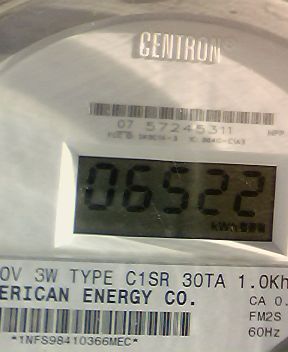 CENTRON®
07 57245311
06522
kWh
0V 3W TYPE C1SR 30TA 1.0Kh
ERICAN ENERGY CO.
CA 0.
FM2S
*1NFS98410366MEC*
60Hz